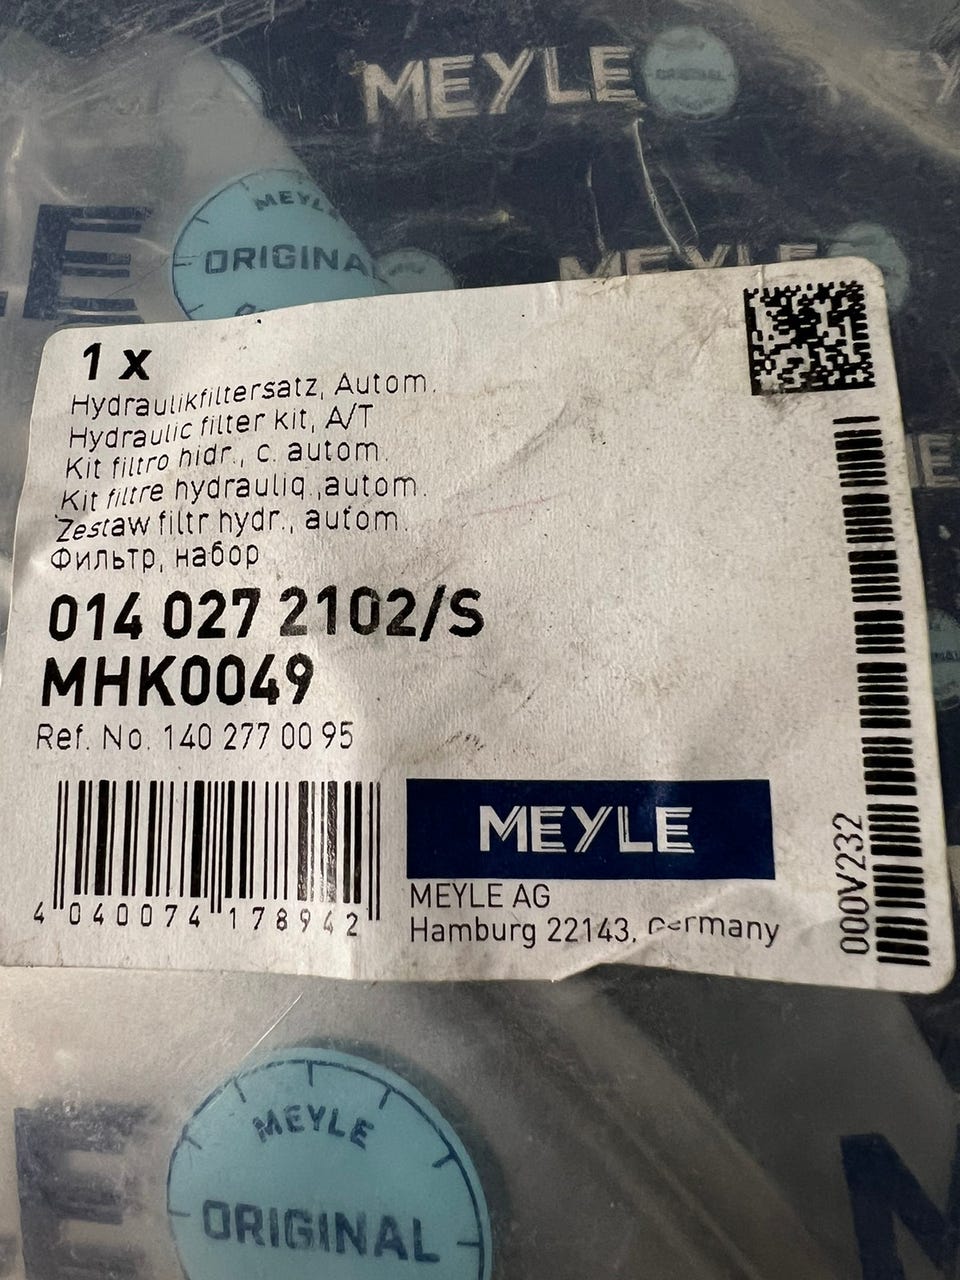 MEYLE
ORIGINAL
MEYLE
ORIGINA
MEYLE
1 x
Hydraulikfiltersatz, Autom.
Hydraulic filter kit, A/T
Kit filtro hidr., c. autom.
Kit filtre hydrauliq.,autom.
Zestaw filtr hydr., autom.
Фильтр, набор
014 027 2102/S
MHK0049
Ref. No. 140 277 00 95
4 040074 178942
MEYLE
MEYLE AG
Hamburg 22143, Germany
000V232
MEYLE
ORIGINAL